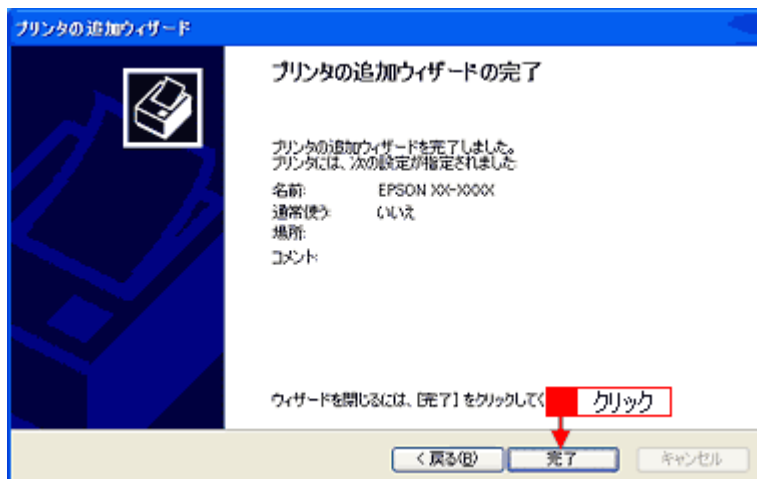 プリンタの追加ウィザード
プリンタの追加ウィザードの完了
プリンタの追加ウィザードを完了しました。
プリンタには、次の設定が指定されました
名前: EPSON XX-XXXX
通常使う: いいえ
場所:
コメント:
ウィザードを閉じるには、[完了] をクリックしてく
クリック
< 戻る(B) 完了 キャンセル